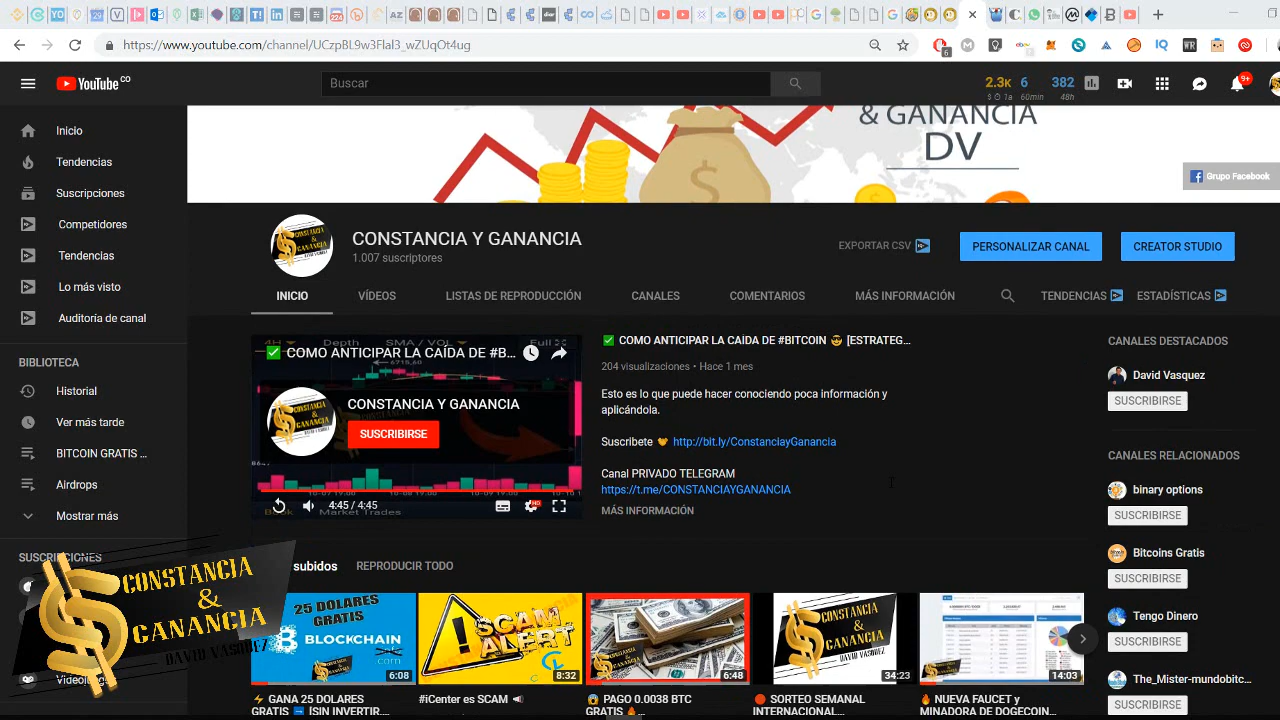 https://www.youtube.com/channel/UCzpBL9w3Flal3_wZUqOt4ug
YouTube CO
Buscar
2.3K 6 382
1a 60min 48h
9+
Inicio
Tendencias
Suscripciones
Competidores
Tendencias
Lo más visto
Auditoría de canal
BIBLIOTECA
Historial
Ver más tarde
BITCOIN GRATIS ...
Airdrops
Mostrar más
& GANANCIA
DV
Grupo Facebook
CONSTANCIA Y GANANCIA
1.007 suscriptores
EXPORTAR CSV
PERSONALIZAR CANAL
CREATOR STUDIO
INICIO VÍDEOS LISTAS DE REPRODUCCIÓN CANALES COMENTARIOS MÁS INFORMACIÓN TENDENCIAS ESTADÍSTICAS
COMO ANTICIPAR LA CAÍDA DE #B...
CONSTANCIA Y GANANCIA
SUSCRIBIRSE
4:45 / 4:45
COMO ANTICIPAR LA CAÍDA DE #BITCOIN 😎 [ESTRATEG...
204 visualizaciones • Hace 1 mes
Esto es lo que puede hacer conociendo poca información y
aplicándola.
Suscribete http://bit.ly/ConstanciayGanancia
Canal PRIVADO TELEGRAM
https://t.me/CONSTANCIAYGANANCIA
MÁS INFORMACIÓN
CANALES DESTACADOS
David Vasquez
SUSCRIBIRSE
CANALES RELACIONADOS
binary options
SUSCRIBIRSE
Bitcoins Gratis
SUSCRIBIRSE
Tengo Dinero
SUSCRIBIRSE
The_Mister-mundobitc...
SUSCRIBIRSE
subidos REPRODUCIR TODO
CONSTANCIA
&
GANANCIA
25 DOLARES
GRATIS
6:08
8:32
6:48
34:23
14:03
⚡ GANA 25 DOLARES
GRATIS ➡ ¡SIN INVERTIR....
#rCenter es SCAM
😱 PAGO 0.0038 BTC
GRATIS 🔥...
🔴 SORTEO SEMANAL
INTERNACIONAL...
🔥 NUEVA FAUCET y
MINADORA DE DOGECOIN...